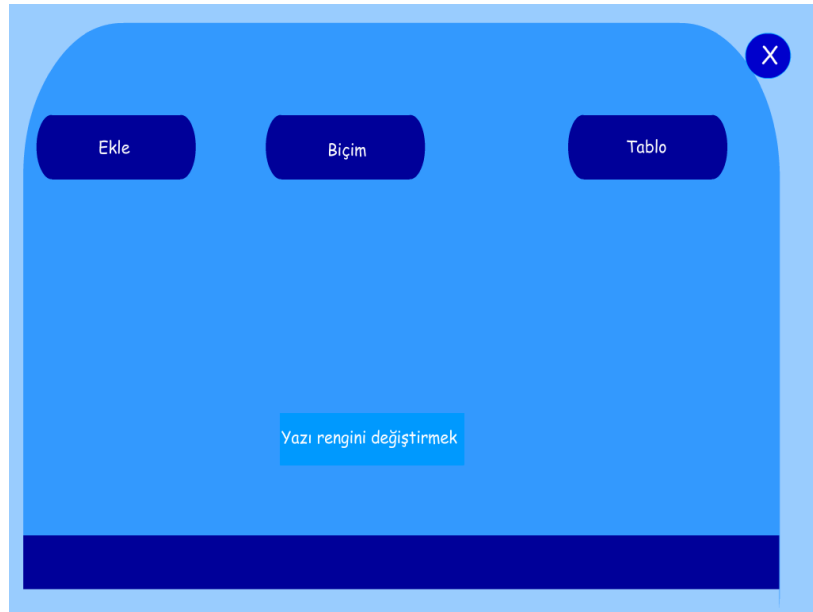 X
Ekle
Biçim
Tablo
Yazı rengini değiştirmek